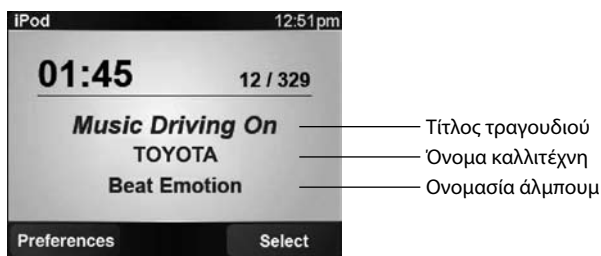 iPod 12:51pm
01:45 12 / 329
Music Driving On Τίτλος τραγουδιού
TOYOTA Όνομα καλλιτέχνη
Beat Emotion Ονομασία άλμπουμ
Preferences Select